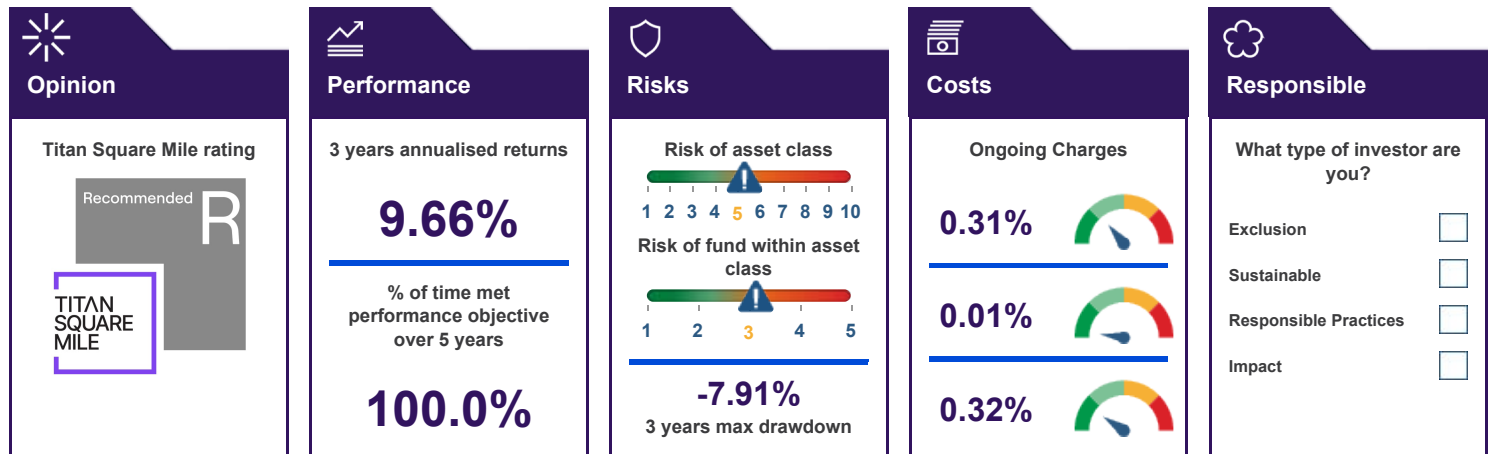 Opinion
Titan Square Mile rating
Recommended
R
TITAN
SQUARE
MILE
Performance
3 years annualised returns
9.66%
% of time met
performance objective
over 5 years
100.0%
Risks
Risk of asset class
1 2 3 4 5 6 7 8 9 10
Risk of fund within asset
class
1 2 3 4 5
-7.91%
3 years max drawdown
Costs
Ongoing Charges
0.31%
0.01%
0.32%
Responsible
What type of investor are
you?
Exclusion
Sustainable
Responsible Practices
Impact